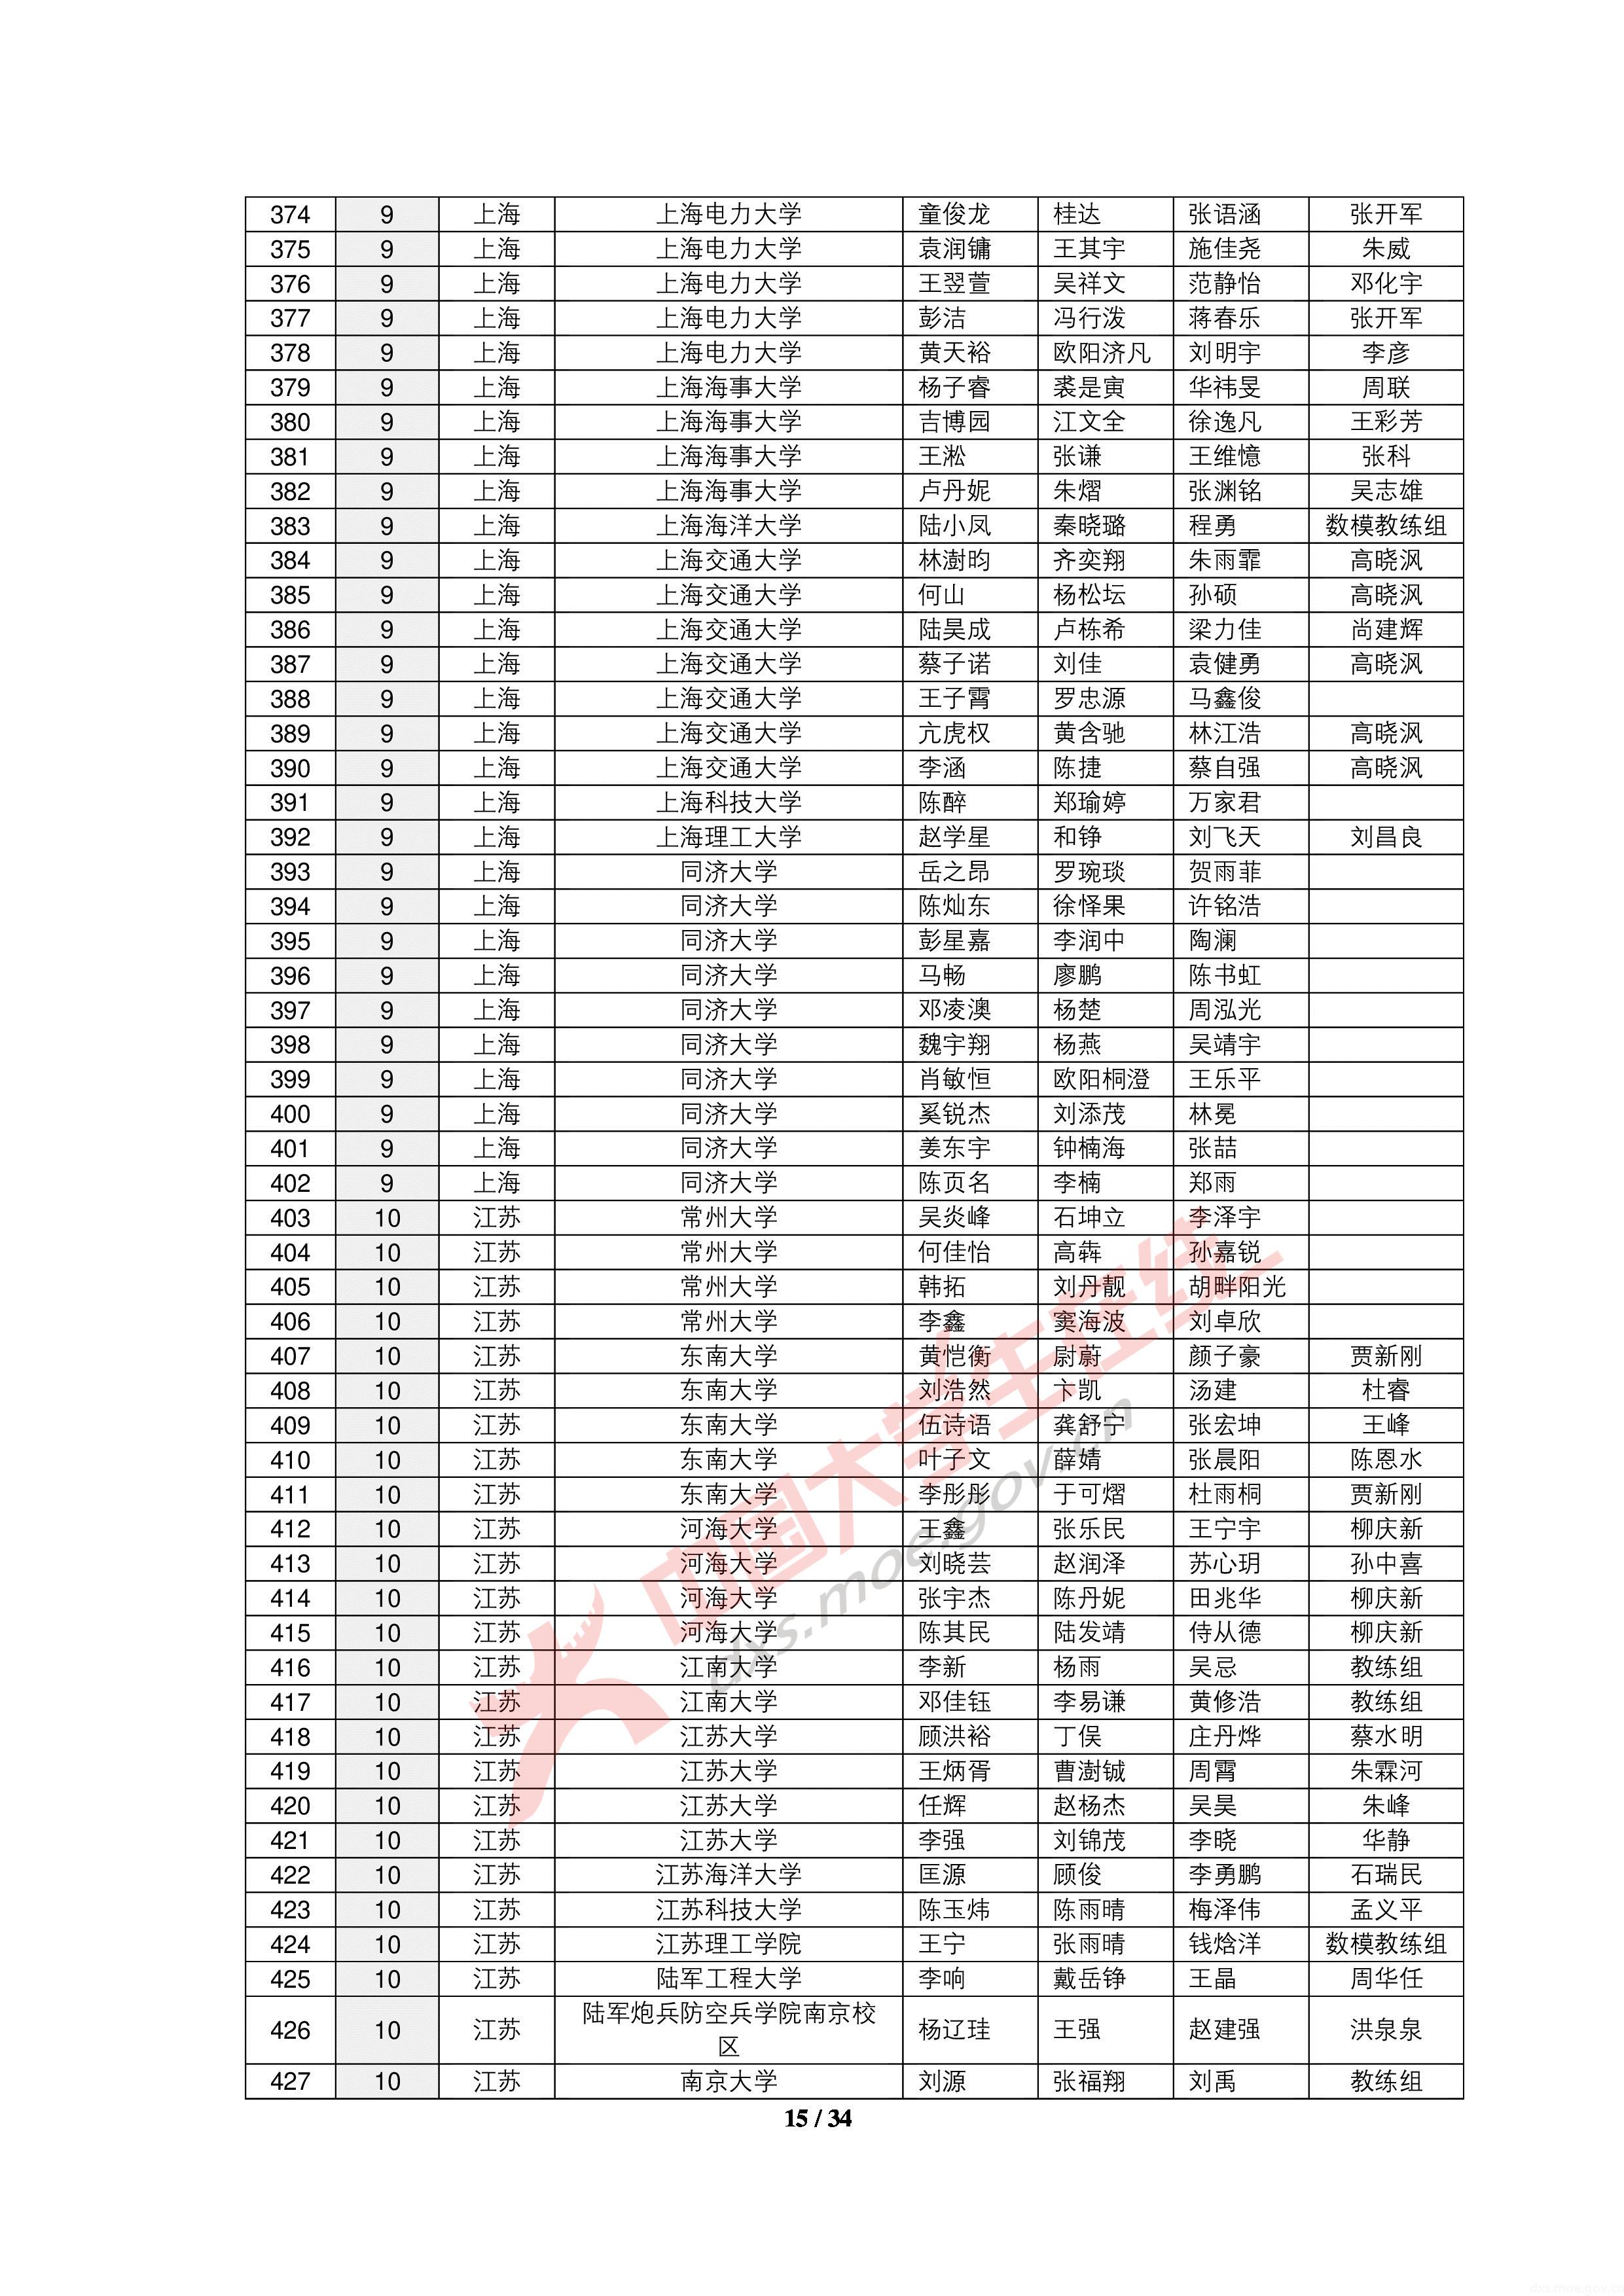 374 9 上海 上海电力大学 童俊龙 桂达 张语涵 张开军
375 9 上海 上海电力大学 袁润镛 王其宇 施佳尧 朱威
376 9 上海 上海电力大学 王翌萱 吴祥文 范静怡 邓化宇
377 9 上海 上海电力大学 彭洁 冯行泼 蒋春乐 张开军
378 9 上海 上海电力大学 黄天裕 欧阳济凡 刘明宇 李彦
379 9 上海 上海海事大学 杨子睿 裘是寅 华祎旻 周联
380 9 上海 上海海事大学 吉博园 江文全 徐逸凡 王彩芳
381 9 上海 上海海事大学 王淞 张谦 王维憶 张科
382 9 上海 上海海事大学 卢丹妮 朱熠 张渊铭 吴志雄
383 9 上海 上海海洋大学 陆小凤 秦晓璐 程勇 数模教练组
384 9 上海 上海交通大学 林澍昀 齐奕翔 朱雨霏 高晓沨
385 9 上海 上海交通大学 何山 杨松坛 孙硕 高晓沨
386 9 上海 上海交通大学 陆昊成 卢栋希 梁力佳 尚建辉
387 9 上海 上海交通大学 蔡子诺 刘佳 袁健勇 高晓沨
388 9 上海 上海交通大学 王子霄 罗忠源 马鑫俊
389 9 上海 上海交通大学 亢虎权 黄含驰 林江浩 高晓沨
390 9 上海 上海交通大学 李涵 陈捷 蔡自强 高晓沨
391 9 上海 上海科技大学 陈醉 郑瑜婷 万家君
392 9 上海 上海理工大学 赵学星 和铮 刘飞天 刘昌良
393 9 上海 同济大学 岳之昂 罗琬琰 贺雨菲
394 9 上海 同济大学 陈灿东 徐怿果 许铭浩
395 9 上海 同济大学 彭星嘉 李润中 陶澜
396 9 上海 同济大学 马畅 廖鹏 陈书虹
397 9 上海 同济大学 邓凌澳 杨楚 周泓光
398 9 上海 同济大学 魏宇翔 杨燕 吴靖宇
399 9 上海 同济大学 肖敏恒 欧阳桐澄 王乐平
400 9 上海 同济大学 奚锐杰 刘添茂 林冕
401 9 上海 同济大学 姜东宇 钟楠海 张喆
402 9 上海 同济大学 陈页名 李楠 郑雨
403 10 江苏 常州大学 吴炎峰 石坤立 李泽宇
404 10 江苏 常州大学 何佳怡 高犇 孙嘉锐
405 10 江苏 常州大学 韩拓 刘丹靓 胡畔阳光
406 10 江苏 常州大学 李鑫 窦海波 刘卓欣
407 10 江苏 东南大学 黄恺衡 尉蔚 颜子豪 贾新刚
408 10 江苏 东南大学 刘浩然 卞凯 汤建 杜睿
409 10 江苏 东南大学 伍诗语 龚舒宁 张宏坤 王峰
410 10 江苏 东南大学 叶子文 薛婧 张晨阳 陈恩水
411 10 江苏 东南大学 李彤彤 于可熠 杜雨桐 贾新刚
412 10 江苏 河海大学 王鑫 张乐民 王宁宇 柳庆新
413 10 江苏 河海大学 刘晓芸 赵润泽 苏心玥 孙中喜
414 10 江苏 河海大学 张宇杰 陈丹妮 田兆华 柳庆新
415 10 江苏 河海大学 陈其民 陆发靖 侍从德 柳庆新
416 10 江苏 江南大学 李新 杨雨 吴忌 教练组
417 10 江苏 江南大学 邓佳钰 李易谦 黄修浩 教练组
418 10 江苏 江苏大学 顾洪裕 丁俣 庄丹烨 蔡水明
419 10 江苏 江苏大学 王炳胥 曹澍铖 周霄 朱霖河
420 10 江苏 江苏大学 任辉 赵杨杰 吴昊 朱峰
421 10 江苏 江苏大学 李强 刘锦茂 李晓 华静
422 10 江苏 江苏海洋大学 匡源 顾俊 李勇鹏 石瑞民
423 10 江苏 江苏科技大学 陈玉炜 陈雨晴 梅泽伟 孟义平
424 10 江苏 江苏理工学院 王宁 张雨晴 钱焓洋 数模教练组
425 10 江苏 陆军工程大学 李响 戴岳铮 王晶 周华任
426 10 江苏 陆军炮兵防空兵学院南京校 杨辽珪 王强 赵建强 洪泉泉
区
427 10 江苏 南京大学 刘源 张福翔 刘禹 教练组
15 / 34
中国大学生在线
dxs.moe.gov.cn
dxs.moe.gov.cn